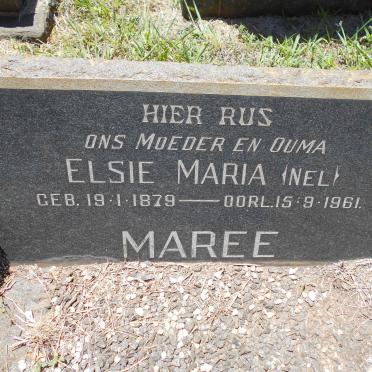 HIER RUS
ONS MOEDER EN OUMA
ELSIE MARIA (NEL)
GEB. 19·1·1879 — OORL. 15·9·1961.
MAREE